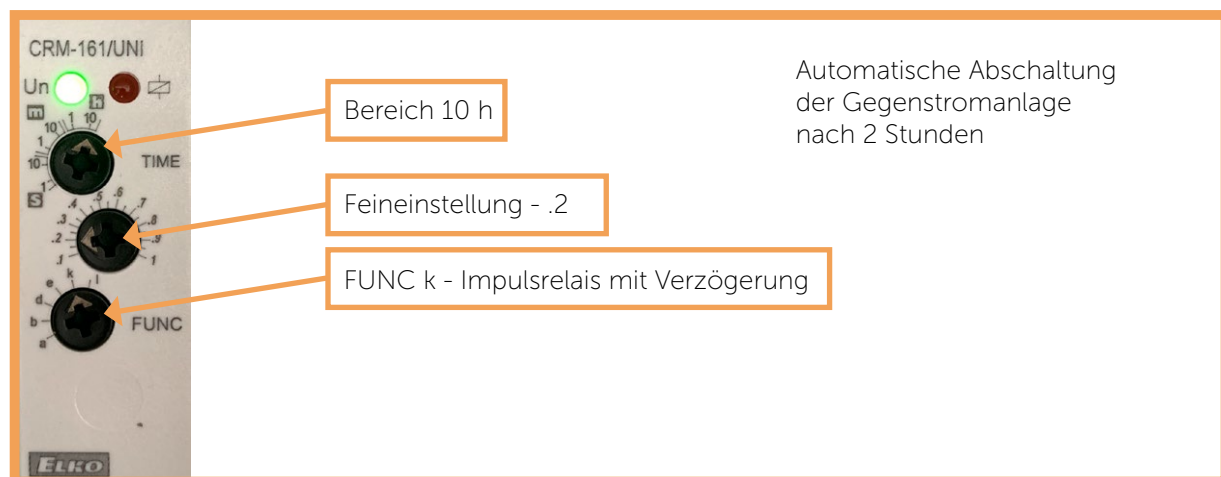 CRM-161/UNI
Un
m h
10 1 10
1
10 TIME
1
s
.4 .5 .6
.3 .7
.2 .8
.1 .9
1
k l
e
d
b FUNC
a
ELKO
Bereich 10 h
Feineinstellung - .2
FUNC k - Impulsrelais mit Verzögerung
Automatische Abschaltung
der Gegenstromanlage
nach 2 Stunden